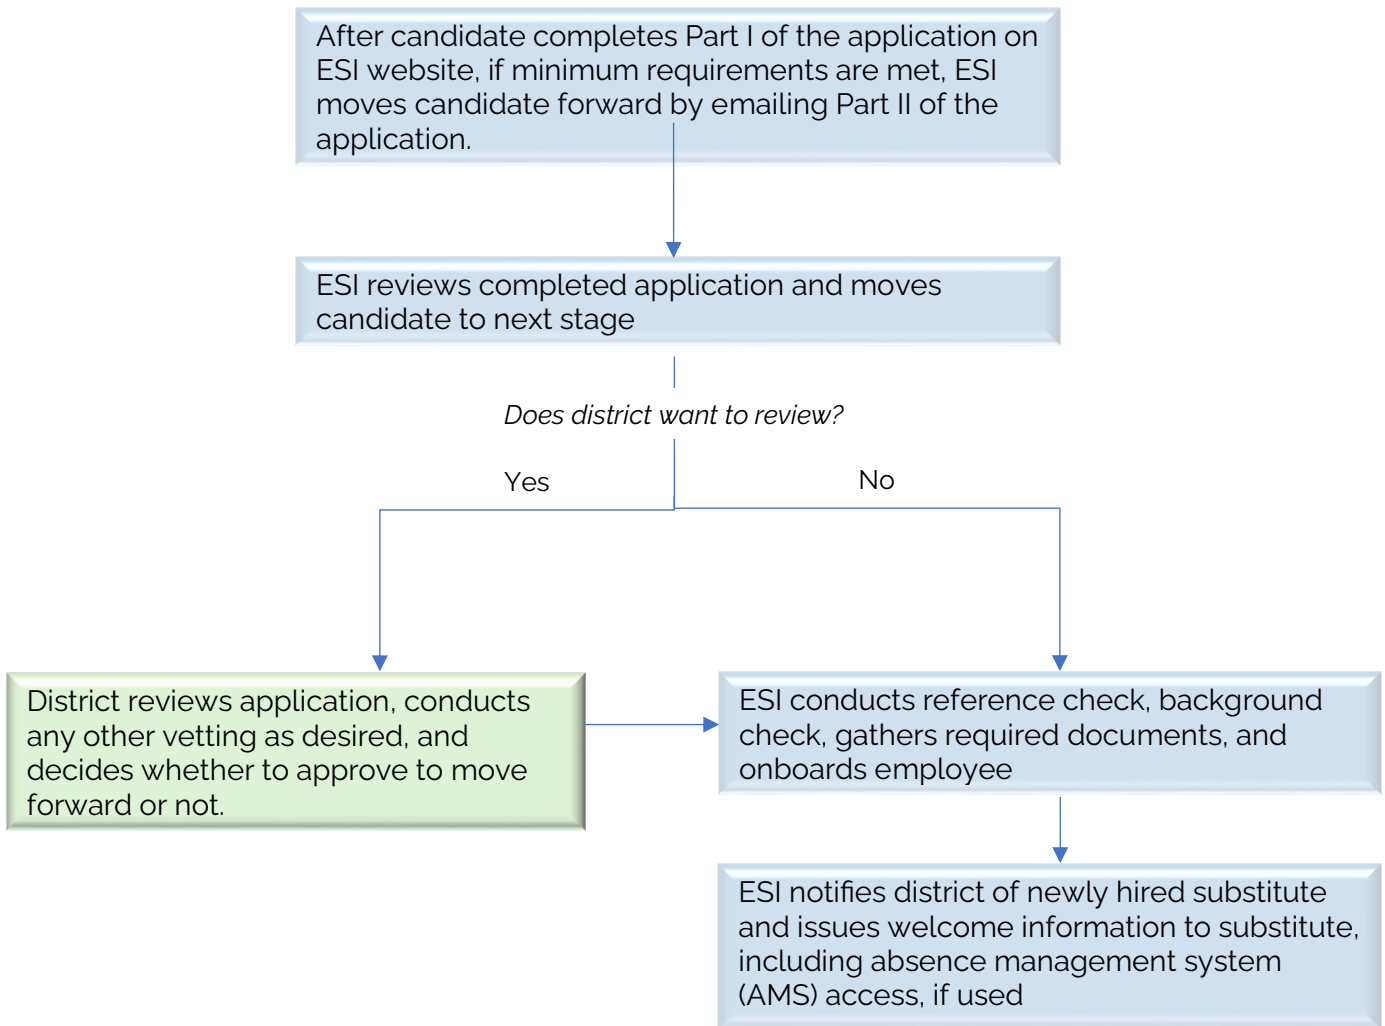 After candidate completes Part I of the application on
ESI website, if minimum requirements are met, ESI
moves candidate forward by emailing Part II of the
application.
ESI reviews completed application and moves
candidate to next stage
Does district want to review?
Yes
No
District reviews application, conducts
any other vetting as desired, and
decides whether to approve to move
forward or not.
ESI conducts reference check, background
check, gathers required documents, and
onboards employee
ESI notifies district of newly hired substitute
and issues welcome information to substitute,
including absence management system
(AMS) access, if used